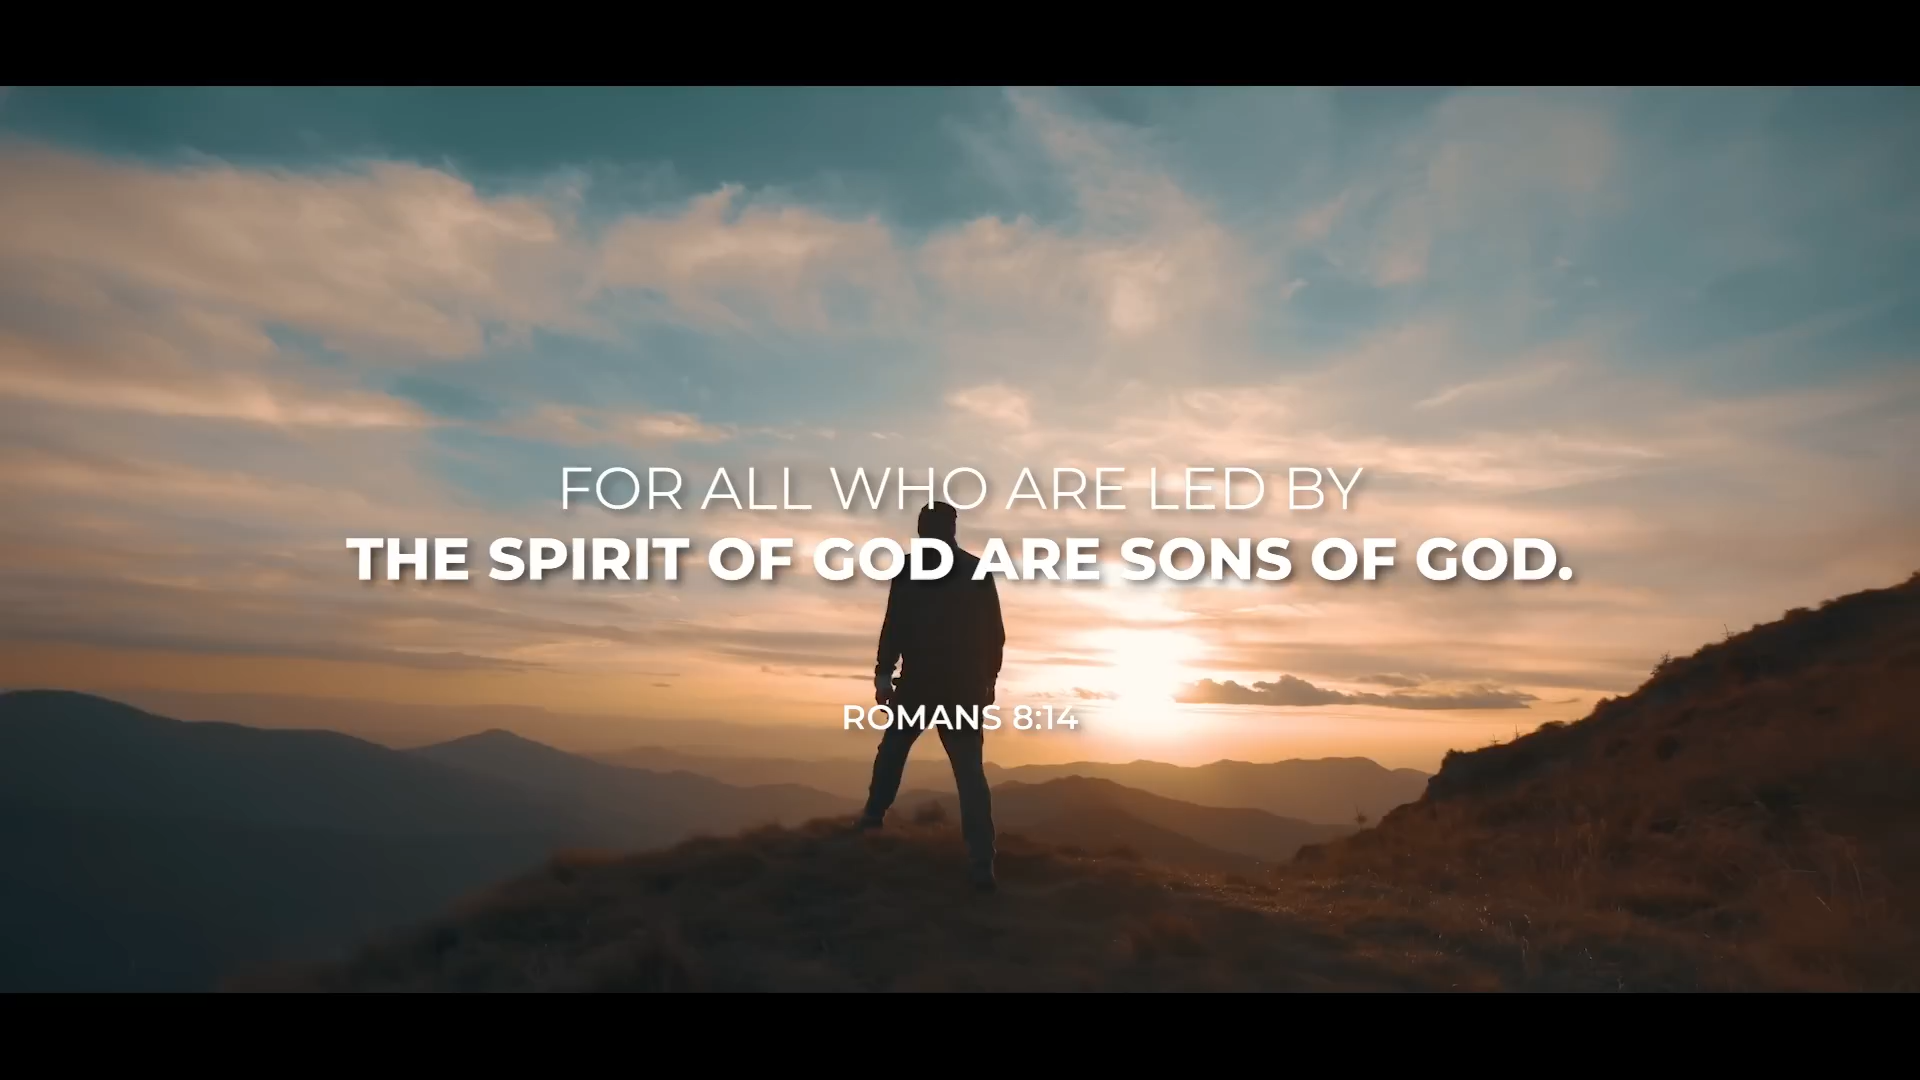 FOR ALL WHO ARE LED BY
THE SPIRIT OF GOD ARE SONS OF GOD.
ROMANS 8:14